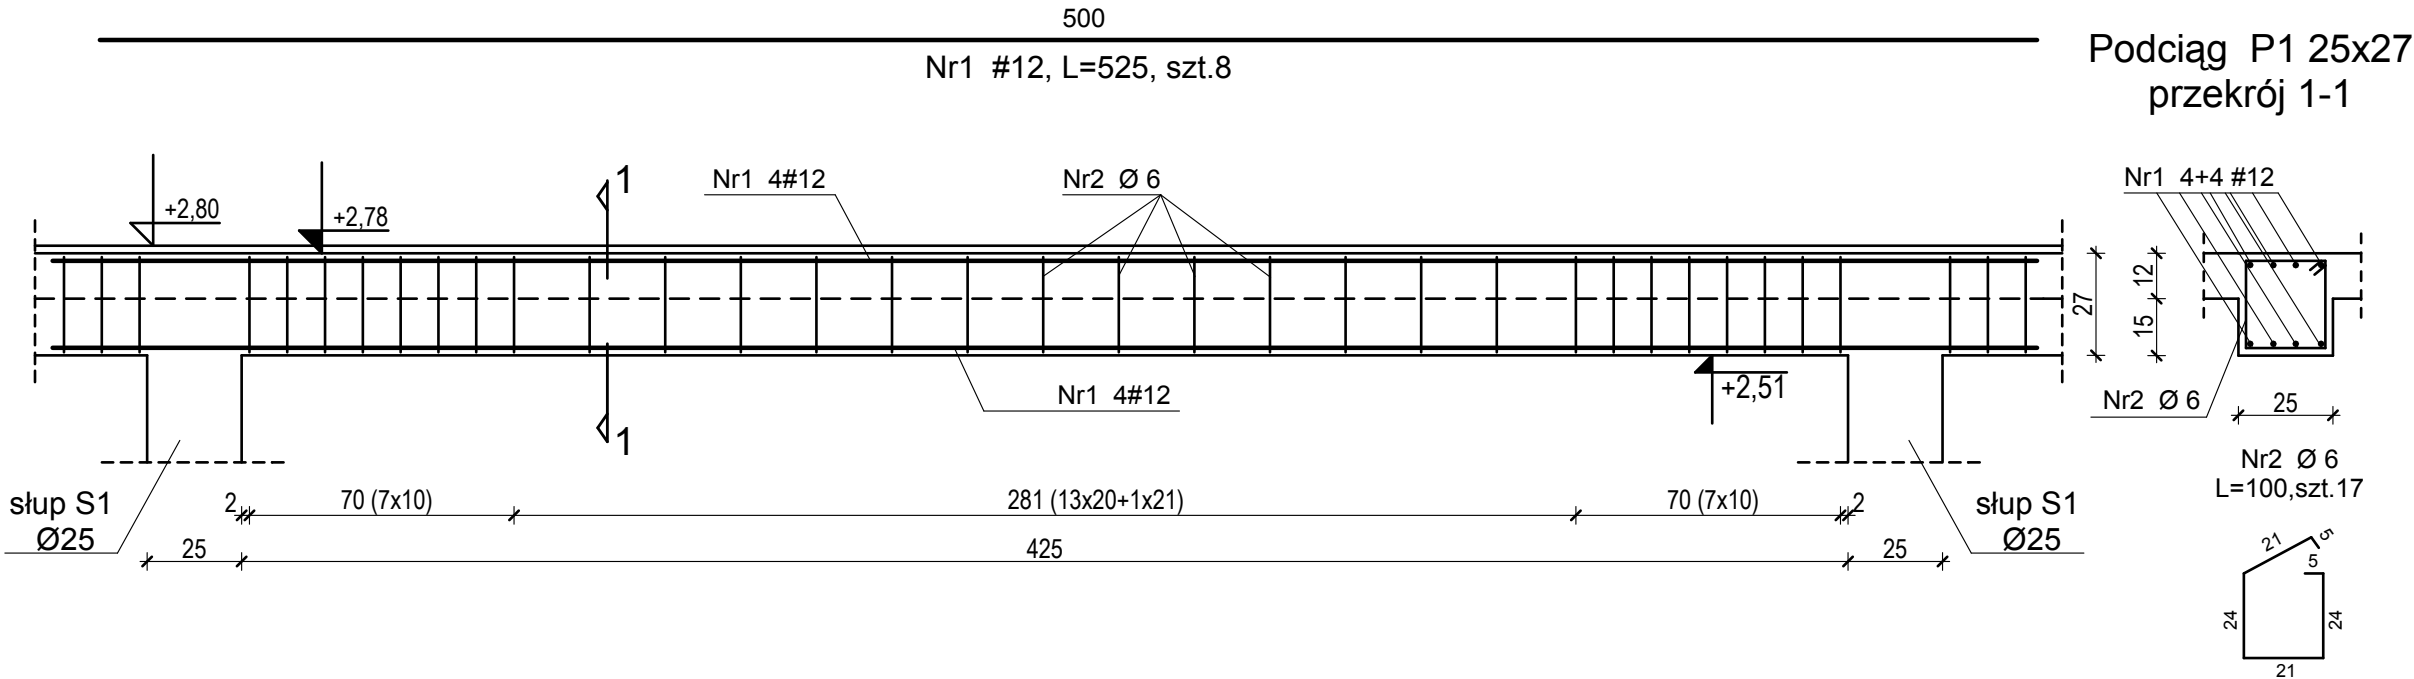 500
Nr1 #12, L=525, szt.8
Podciąg P1 25x27
przekrój 1-1
+2,80
+2,78
1
Nr1 4#12
Nr2 Ø 6
Nr1 4+4 #12
27
12
15
+2,51
Nr1 4#12
1
Nr2 Ø 6
25
Nr2 Ø 6
L=100,szt.17
słup S1
Ø25
2
70 (7x10)
281 (13x20+1x21)
70 (7x10)
2
słup S1
Ø25
25
425
25
21
5
5
24
24
21